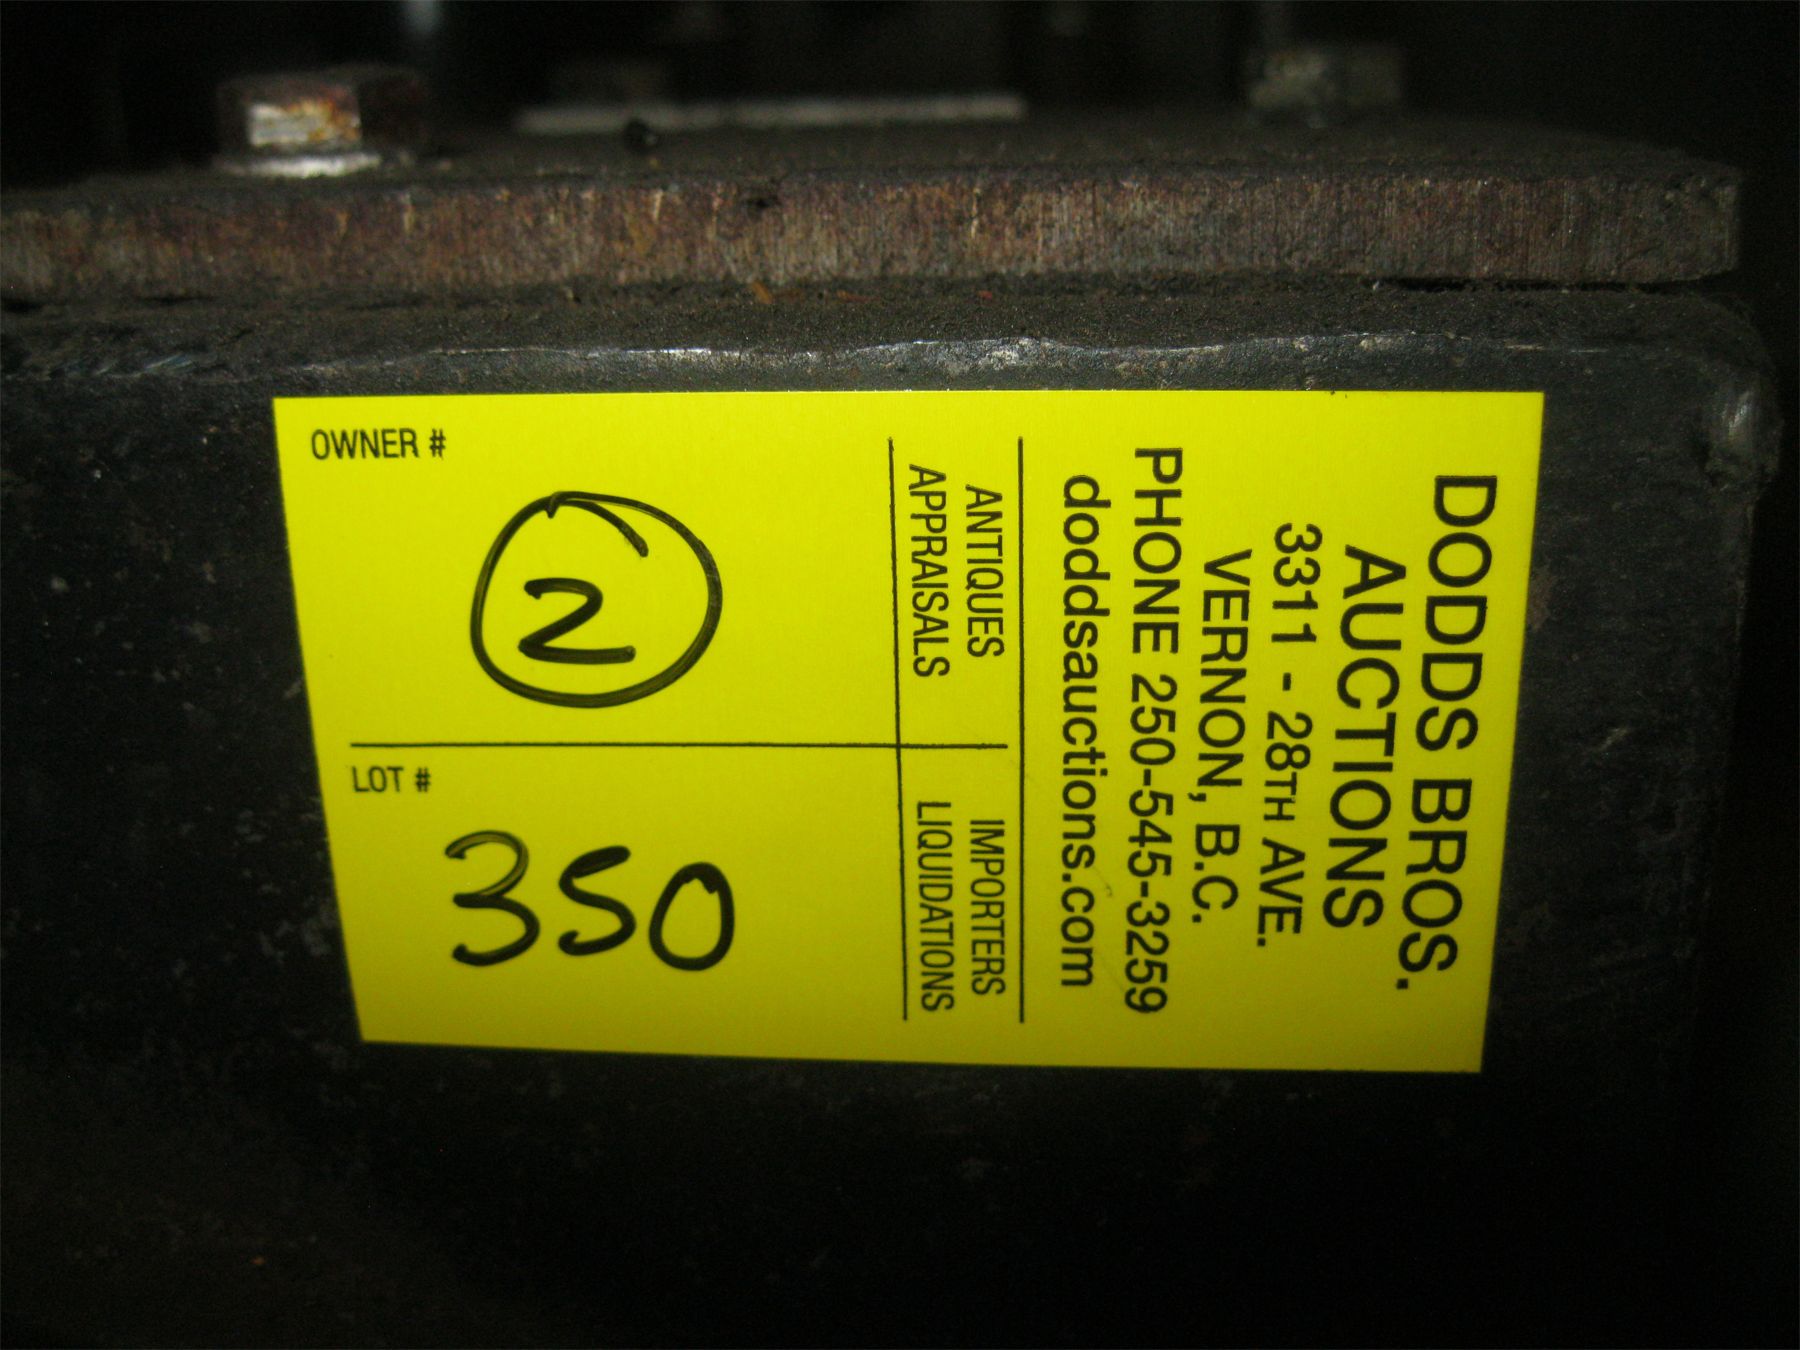 DODDS BROS.
AUCTIONS
3311 - 28TH AVE.
VERNON, B.C.
PHONE 250-545-3259
doddsauctions.com
ANTIQUES IMPORTERS
APPRAISALS LIQUIDATIONS
OWNER #
2
LOT #
350